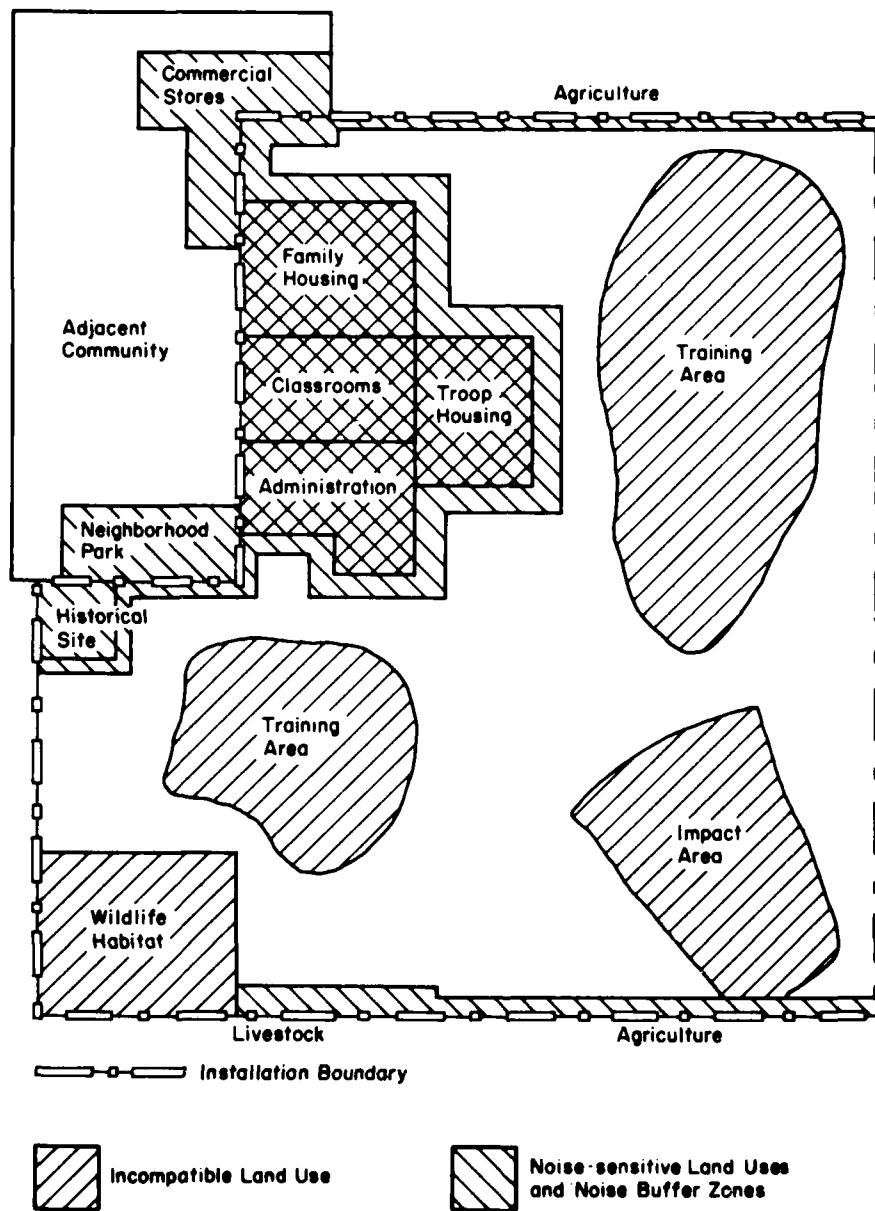 Commercial
Stores
Agriculture
Family
Housing
Adjacent
Community
Training
Area
Classrooms
Troop
Housing
Administration
Neighborhood
Park
Historical
Site
Training
Area
Impact
Area
Wildlife
Habitat
Livestock
Agriculture
Installation Boundary
Incompatible Land Use
Noise-sensitive Land Uses
and Noise Buffer Zones